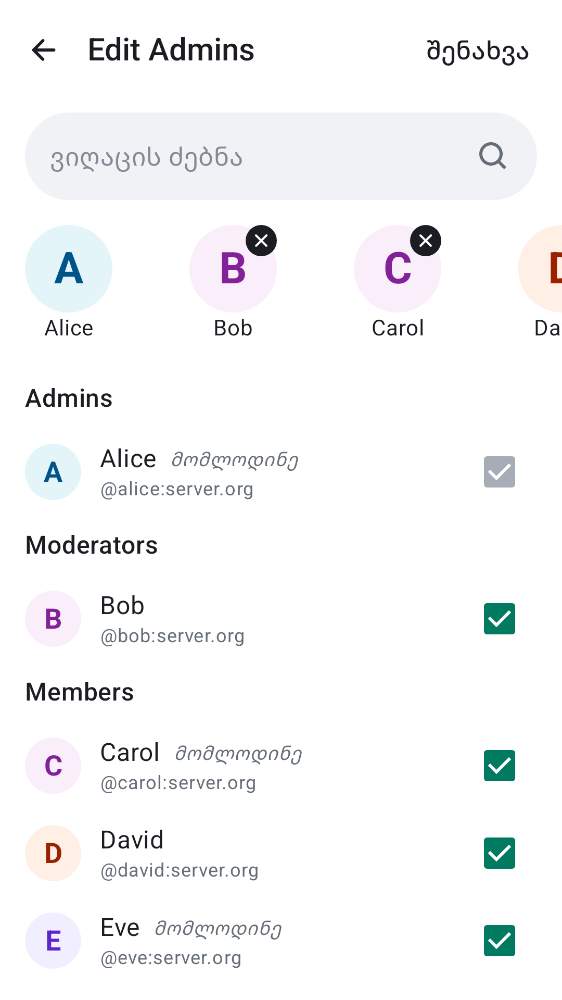 Edit Admins
შენახვა
ვიღაცის ძებნა
A
B
C
D
Alice
Bob
Carol
Da
Admins
A
Alice მომლოდინე
@alice:server.org
Moderators
B
Bob
@bob:server.org
Members
C
Carol მომლოდინე
@carol:server.org
D
David
@david:server.org
E
Eve მომლოდინე
@eve:server.org